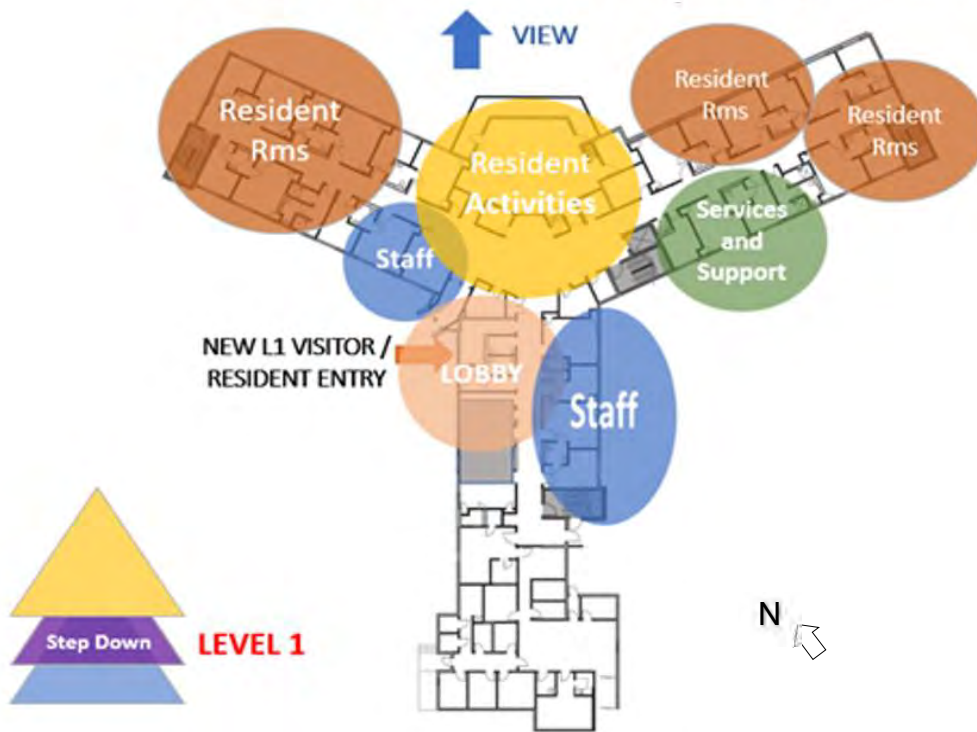 VIEW
Resident
Rms
Resident
Rms
Resident
Rms
Resident
Activities
Services
and
Support
Staff
NEW L1 VISITOR /
RESIDENT ENTRY
LOBBY
Staff
Step Down
LEVEL 1
N